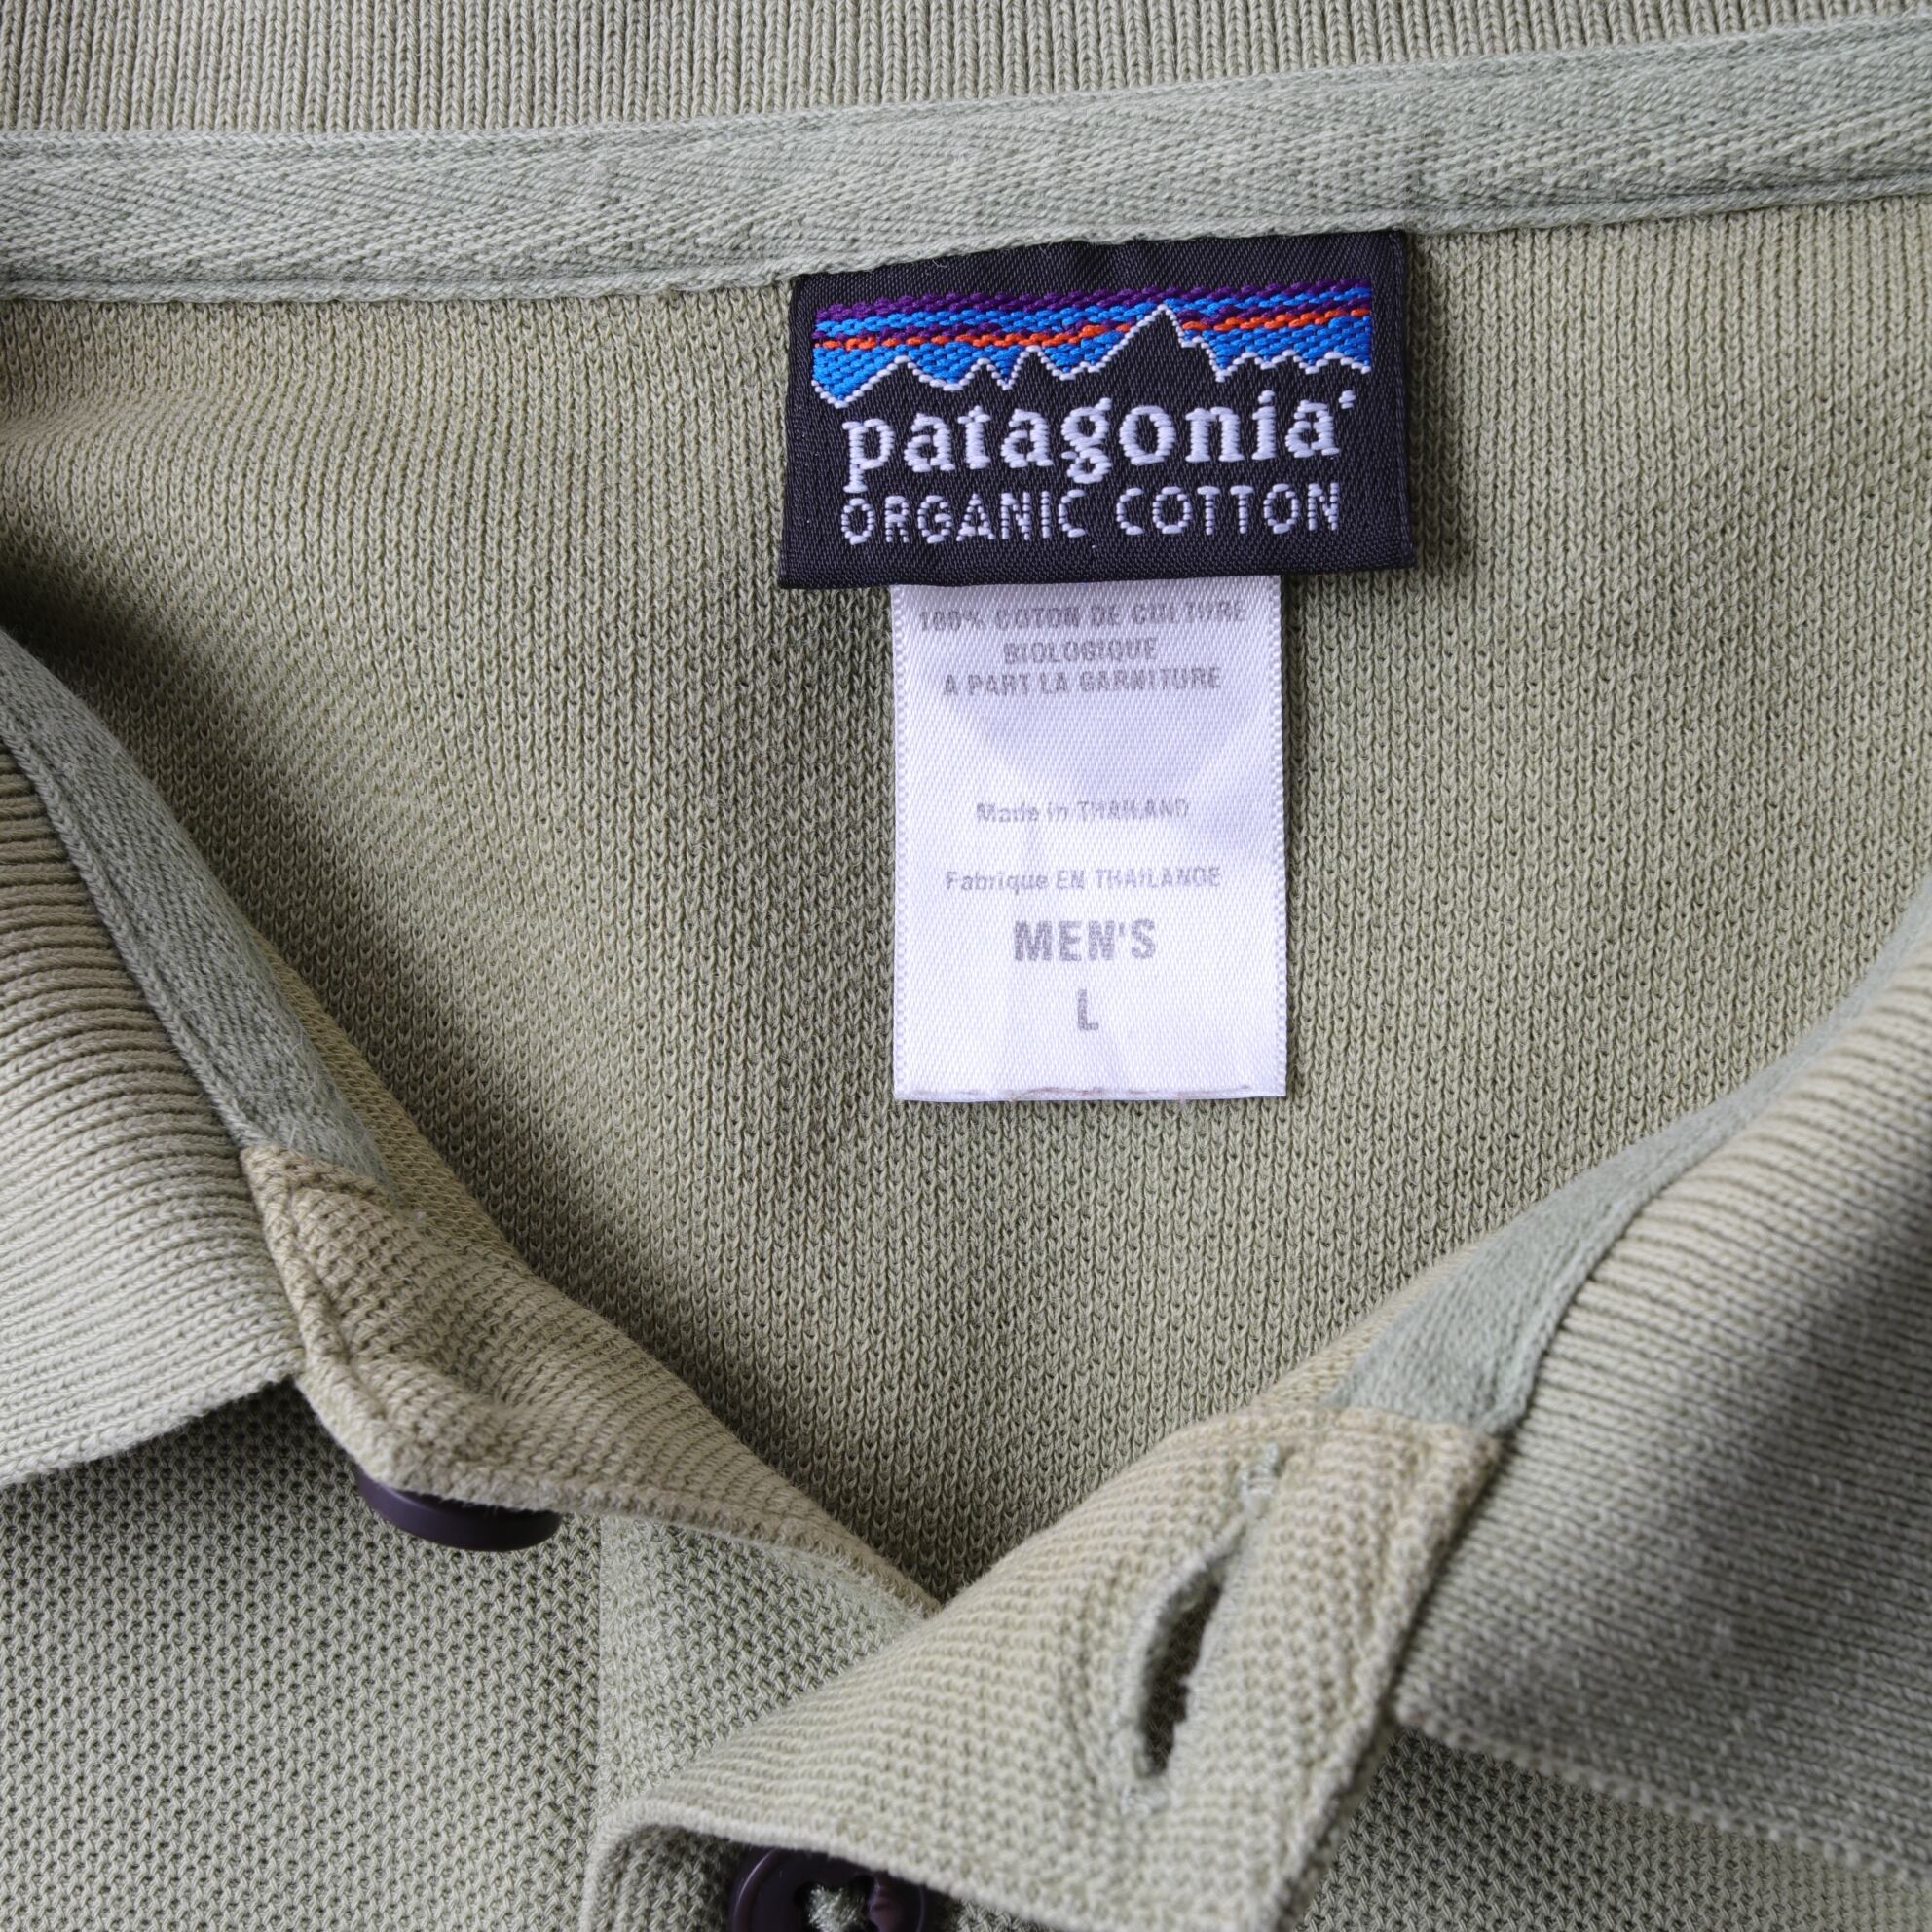 patagonia
ORGANIC COTTON
100% COTON DE CULTURE
BIOLOGIQUE
A PART LA GARNITURE
Made in THAILAND
Fabrique EN THAILANDE
MEN'S
L